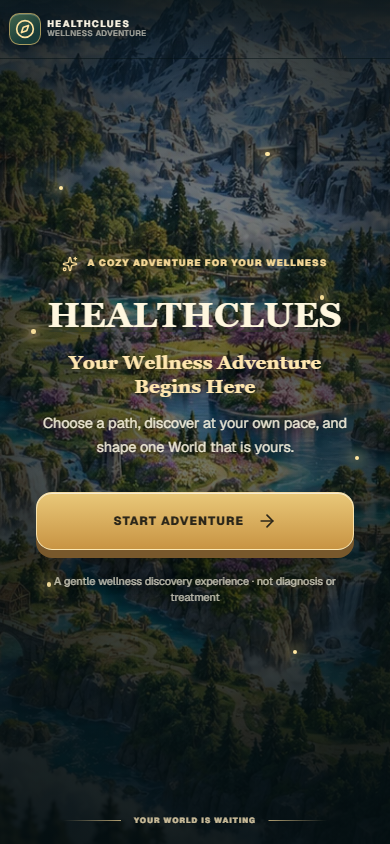 HEALTHCLUES
WELLNESS ADVENTURE
A COZY ADVENTURE FOR YOUR WELLNESS
HEALTHCLUES
Your Wellness Adventure
Begins Here
Choose a path, discover at your own pace, and
shape one World that is yours.
START ADVENTURE
A gentle wellness discovery experience · not diagnosis or
treatment
YOUR WORLD IS WAITING